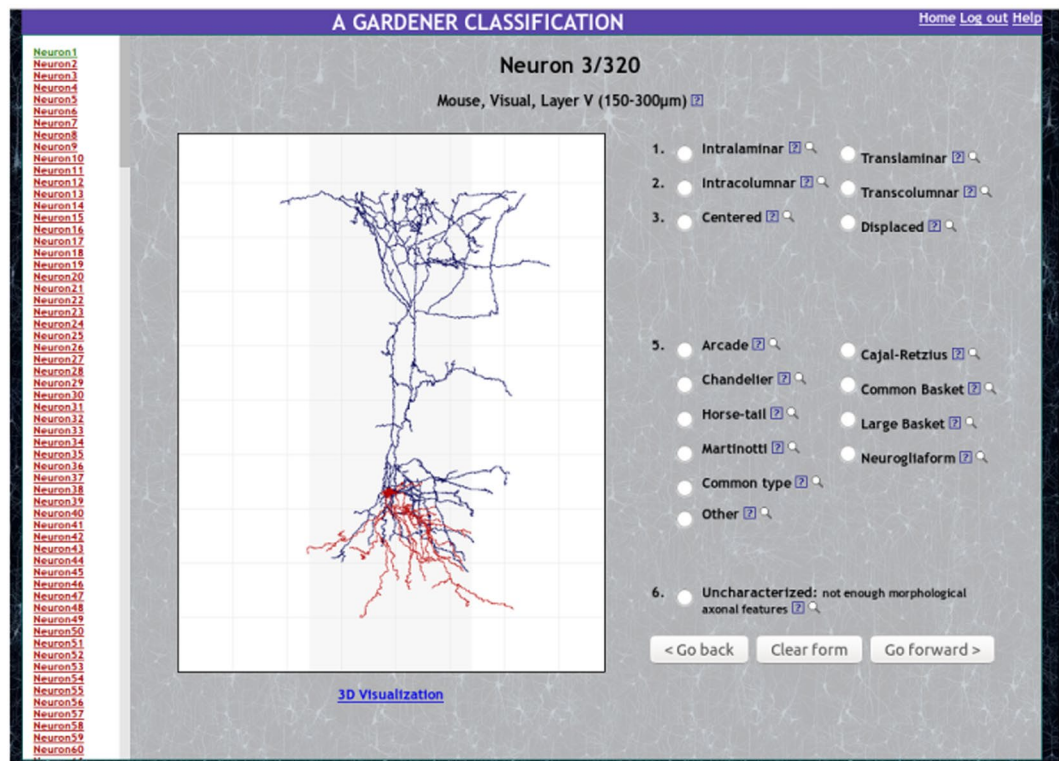 A GARDENER CLASSIFICATION
Home Log out Help
Neuron1
Neuron2
Neuron3
Neuron4
Neuron5
Neuron6
Neuron7
Neuron8
Neuron9
Neuron10
Neuron11
Neuron12
Neuron13
Neuron14
Neuron15
Neuron16
Neuron17
Neuron18
Neuron19
Neuron20
Neuron21
Neuron22
Neuron23
Neuron24
Neuron25
Neuron26
Neuron27
Neuron28
Neuron29
Neuron30
Neuron31
Neuron32
Neuron33
Neuron34
Neuron35
Neuron36
Neuron37
Neuron38
Neuron39
Neuron40
Neuron41
Neuron42
Neuron43
Neuron44
Neuron45
Neuron46
Neuron47
Neuron48
Neuron49
Neuron50
Neuron51
Neuron52
Neuron53
Neuron54
Neuron55
Neuron56
Neuron57
Neuron58
Neuron59
Neuron60
Neuron 3/320
Mouse, Visual, Layer V (150-300µm) ?
1. Intralaminar ? Translaminar ?
2. Intracolumnar ? Transcolumnar ?
3. Centered ? Displaced ?
5. Arcade ? Cajal-Retzius ?
Chandelier ? Common Basket ?
Horse-tail ? Large Basket ?
Martinotti ? Neurogliaform ?
Common type ?
Other ?
6. Uncharacterized: not enough morphological
axonal features ?
< Go back Clear form Go forward >
3D Visualization